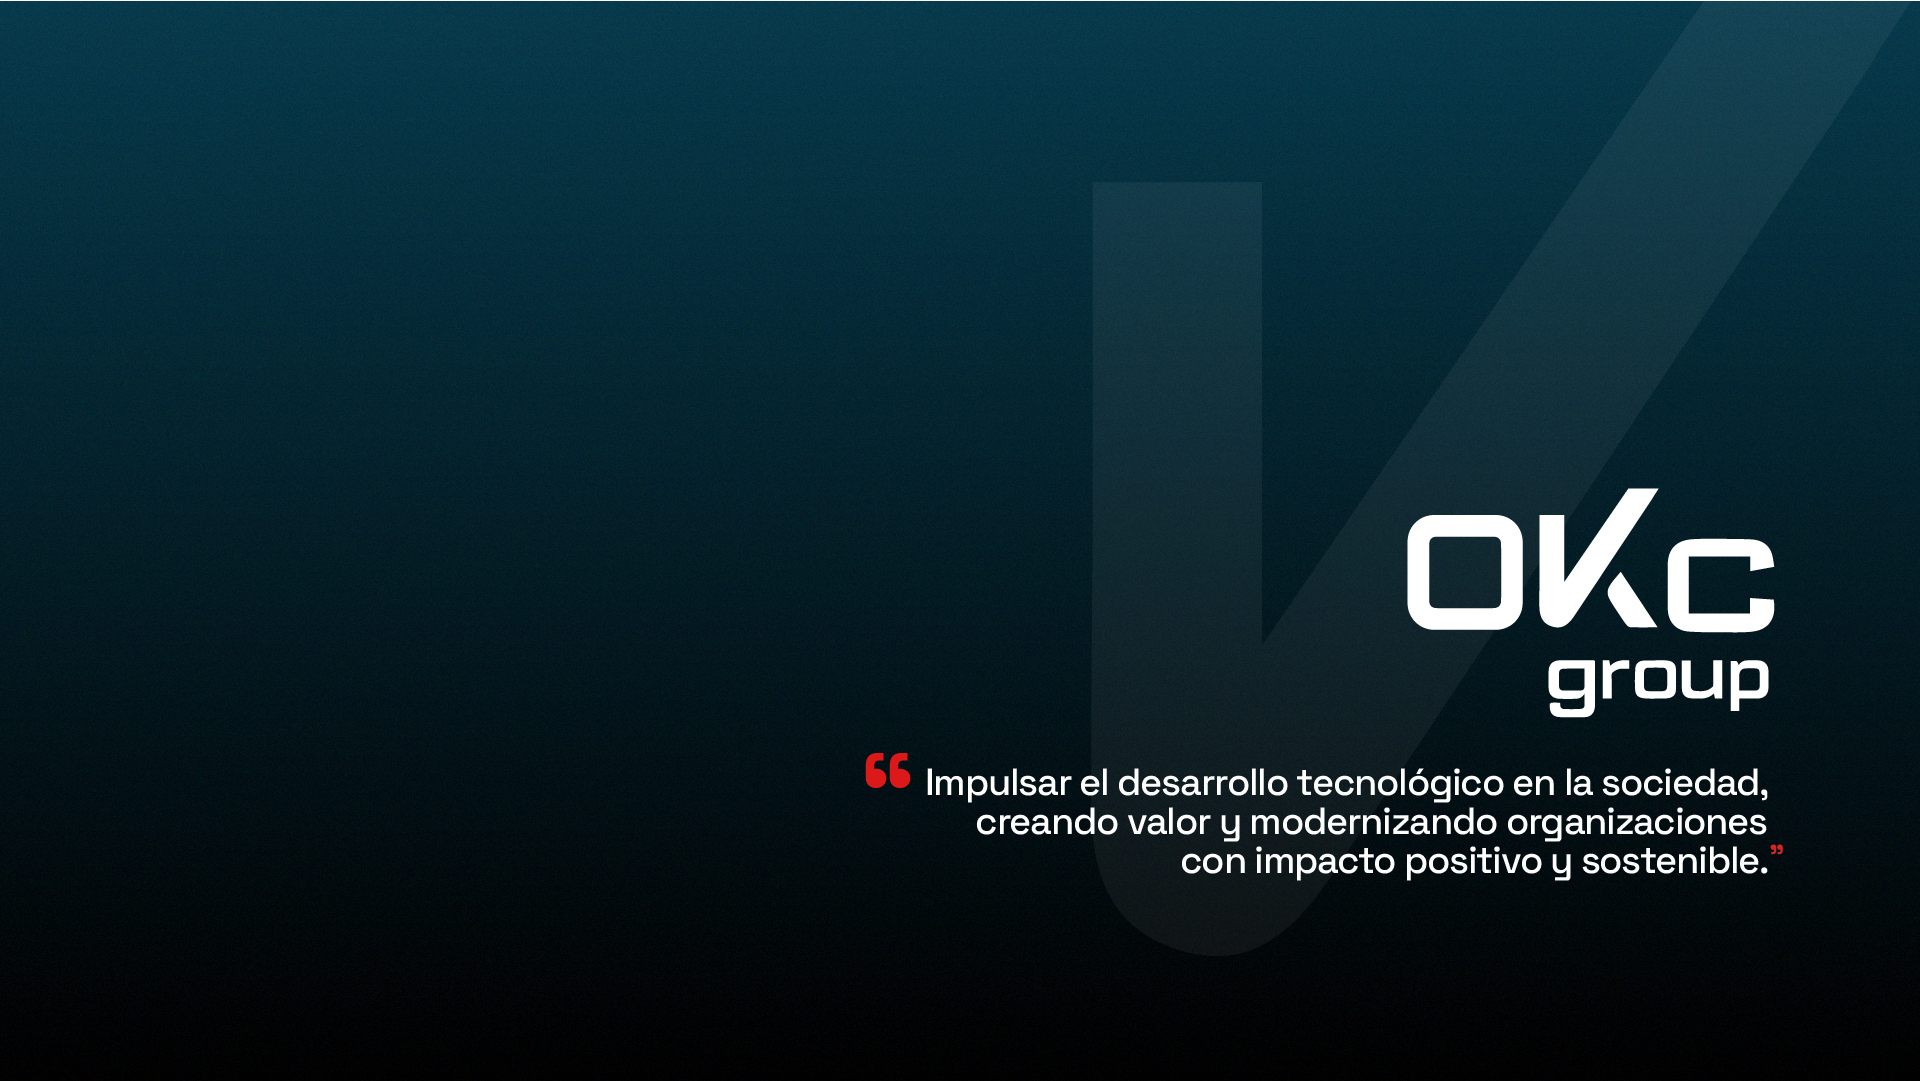 OKc
group
“ Impulsar el desarrollo tecnológico en la sociedad,
creando valor y modernizando organizaciones
con impacto positivo y sostenible.”